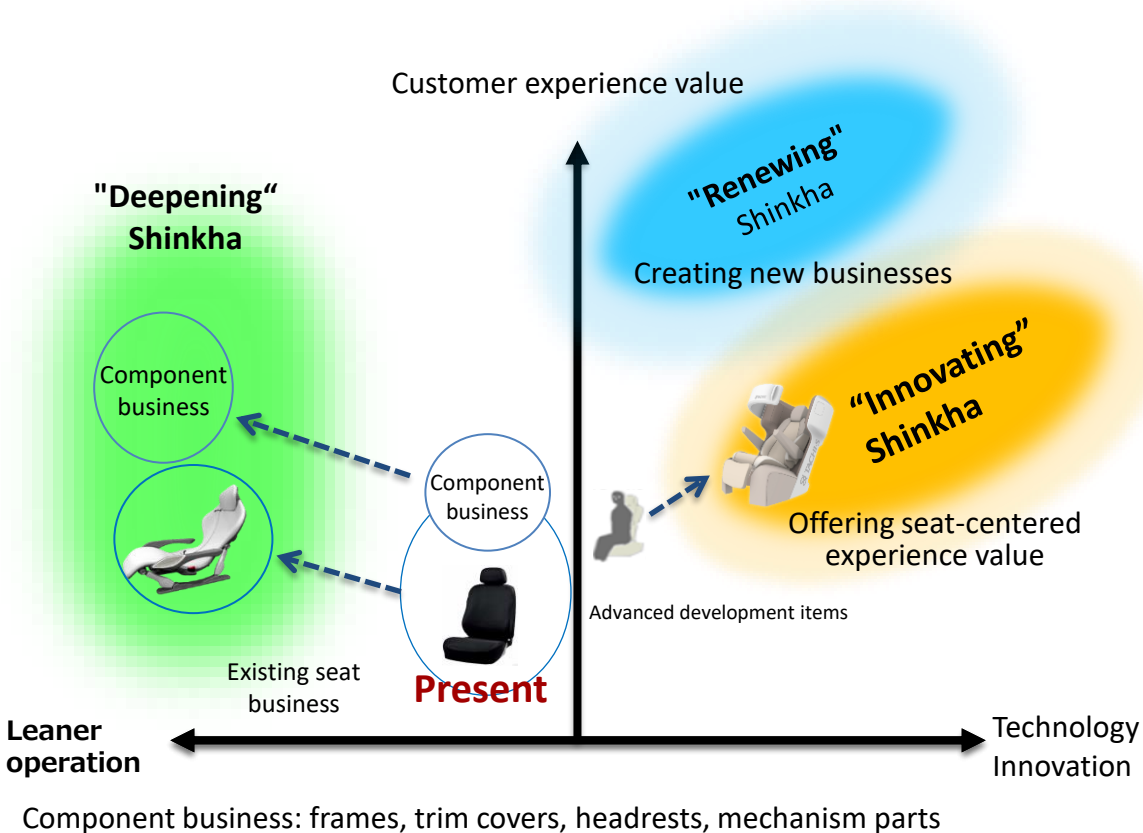 Customer experience value
"Deepening“
Shinkha
"Renewing"
Shinkha
Creating new businesses
“Innovating”
Shinkha
Offering seat-centered
experience value
Component
business
Component
business
Advanced development items
Existing seat
business
Present
Leaner
operation
Technology
Innovation
Component business: frames, trim covers, headrests, mechanism parts